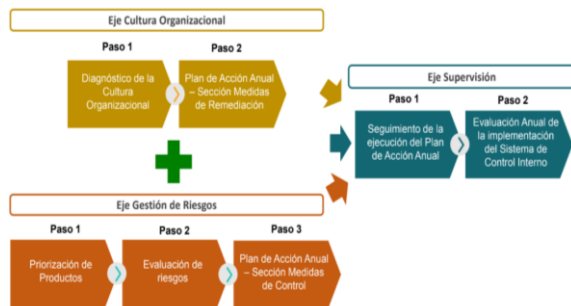 Eje Cultura Organizacional
Paso 1
Paso 2
Diagnóstico de la
Cultura
Organizacional
Plan de Acción Anual
– Sección Medidas
de Remediación
Eje Supervisión
Paso 1
Paso 2
Seguimiento de la
ejecución del Plan
de Acción Anual
Evaluación Anual de
la implementación
del Sistema de
Control Interno
Eje Gestión de Riesgos
Paso 1
Paso 2
Paso 3
Priorización de
Productos
Evaluación de
riesgos
Plan de Acción Anual
– Sección Medidas
de Control